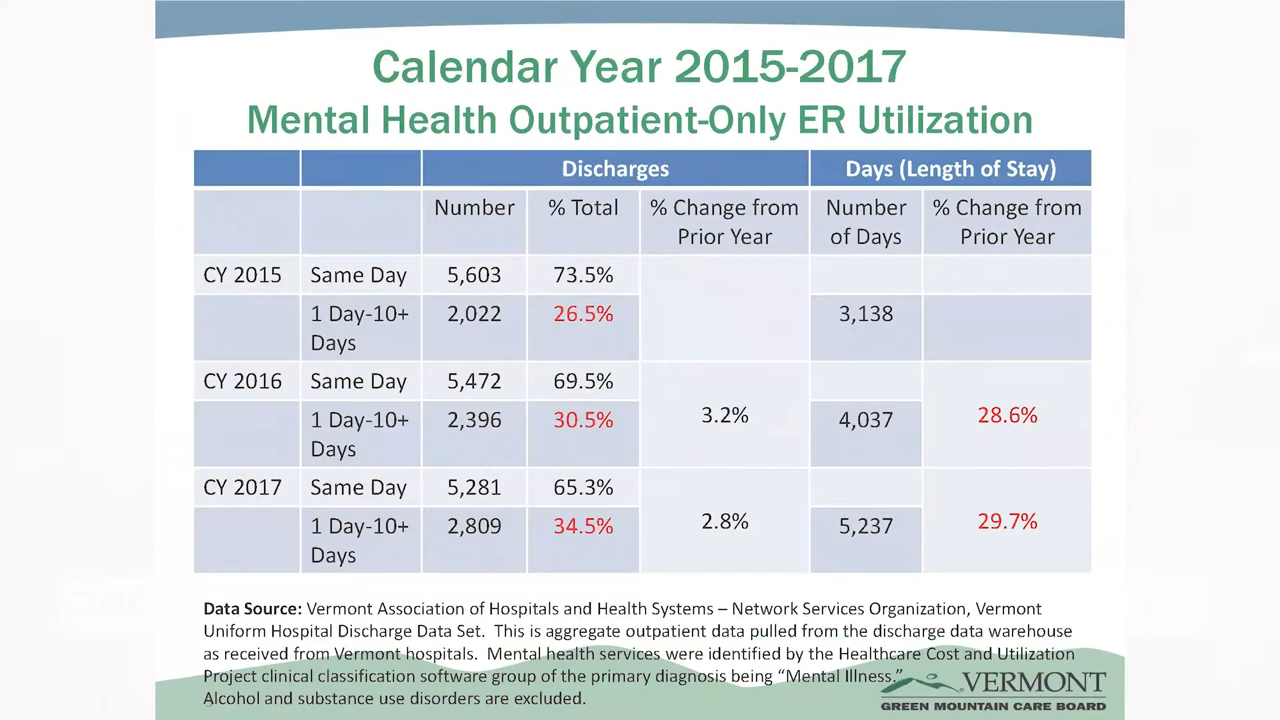 Calendar Year 2015-2017
Mental Health Outpatient-Only ER Utilization
Discharges Days (Length of Stay)
Number % Total % Change from Prior Year Number of Days % Change from Prior Year
CY 2015 Same Day 5,603 73.5%
1 Day-10+ Days 2,022 26.5% 3,138
CY 2016 Same Day 5,472 69.5%
1 Day-10+ Days 2,396 30.5% 3.2% 4,037 28.6%
CY 2017 Same Day 5,281 65.3%
1 Day-10+ Days 2,809 34.5% 2.8% 5,237 29.7%
Data Source: Vermont Association of Hospitals and Health Systems – Network Services Organization, Vermont
Uniform Hospital Discharge Data Set. This is aggregate outpatient data pulled from the discharge data warehouse
as received from Vermont hospitals. Mental health services were identified by the Healthcare Cost and Utilization
Project clinical classification software group of the primary diagnosis being “Mental Illness.”
Alcohol and substance use disorders are excluded.
VERMONT
GREEN MOUNTAIN CARE BOARD